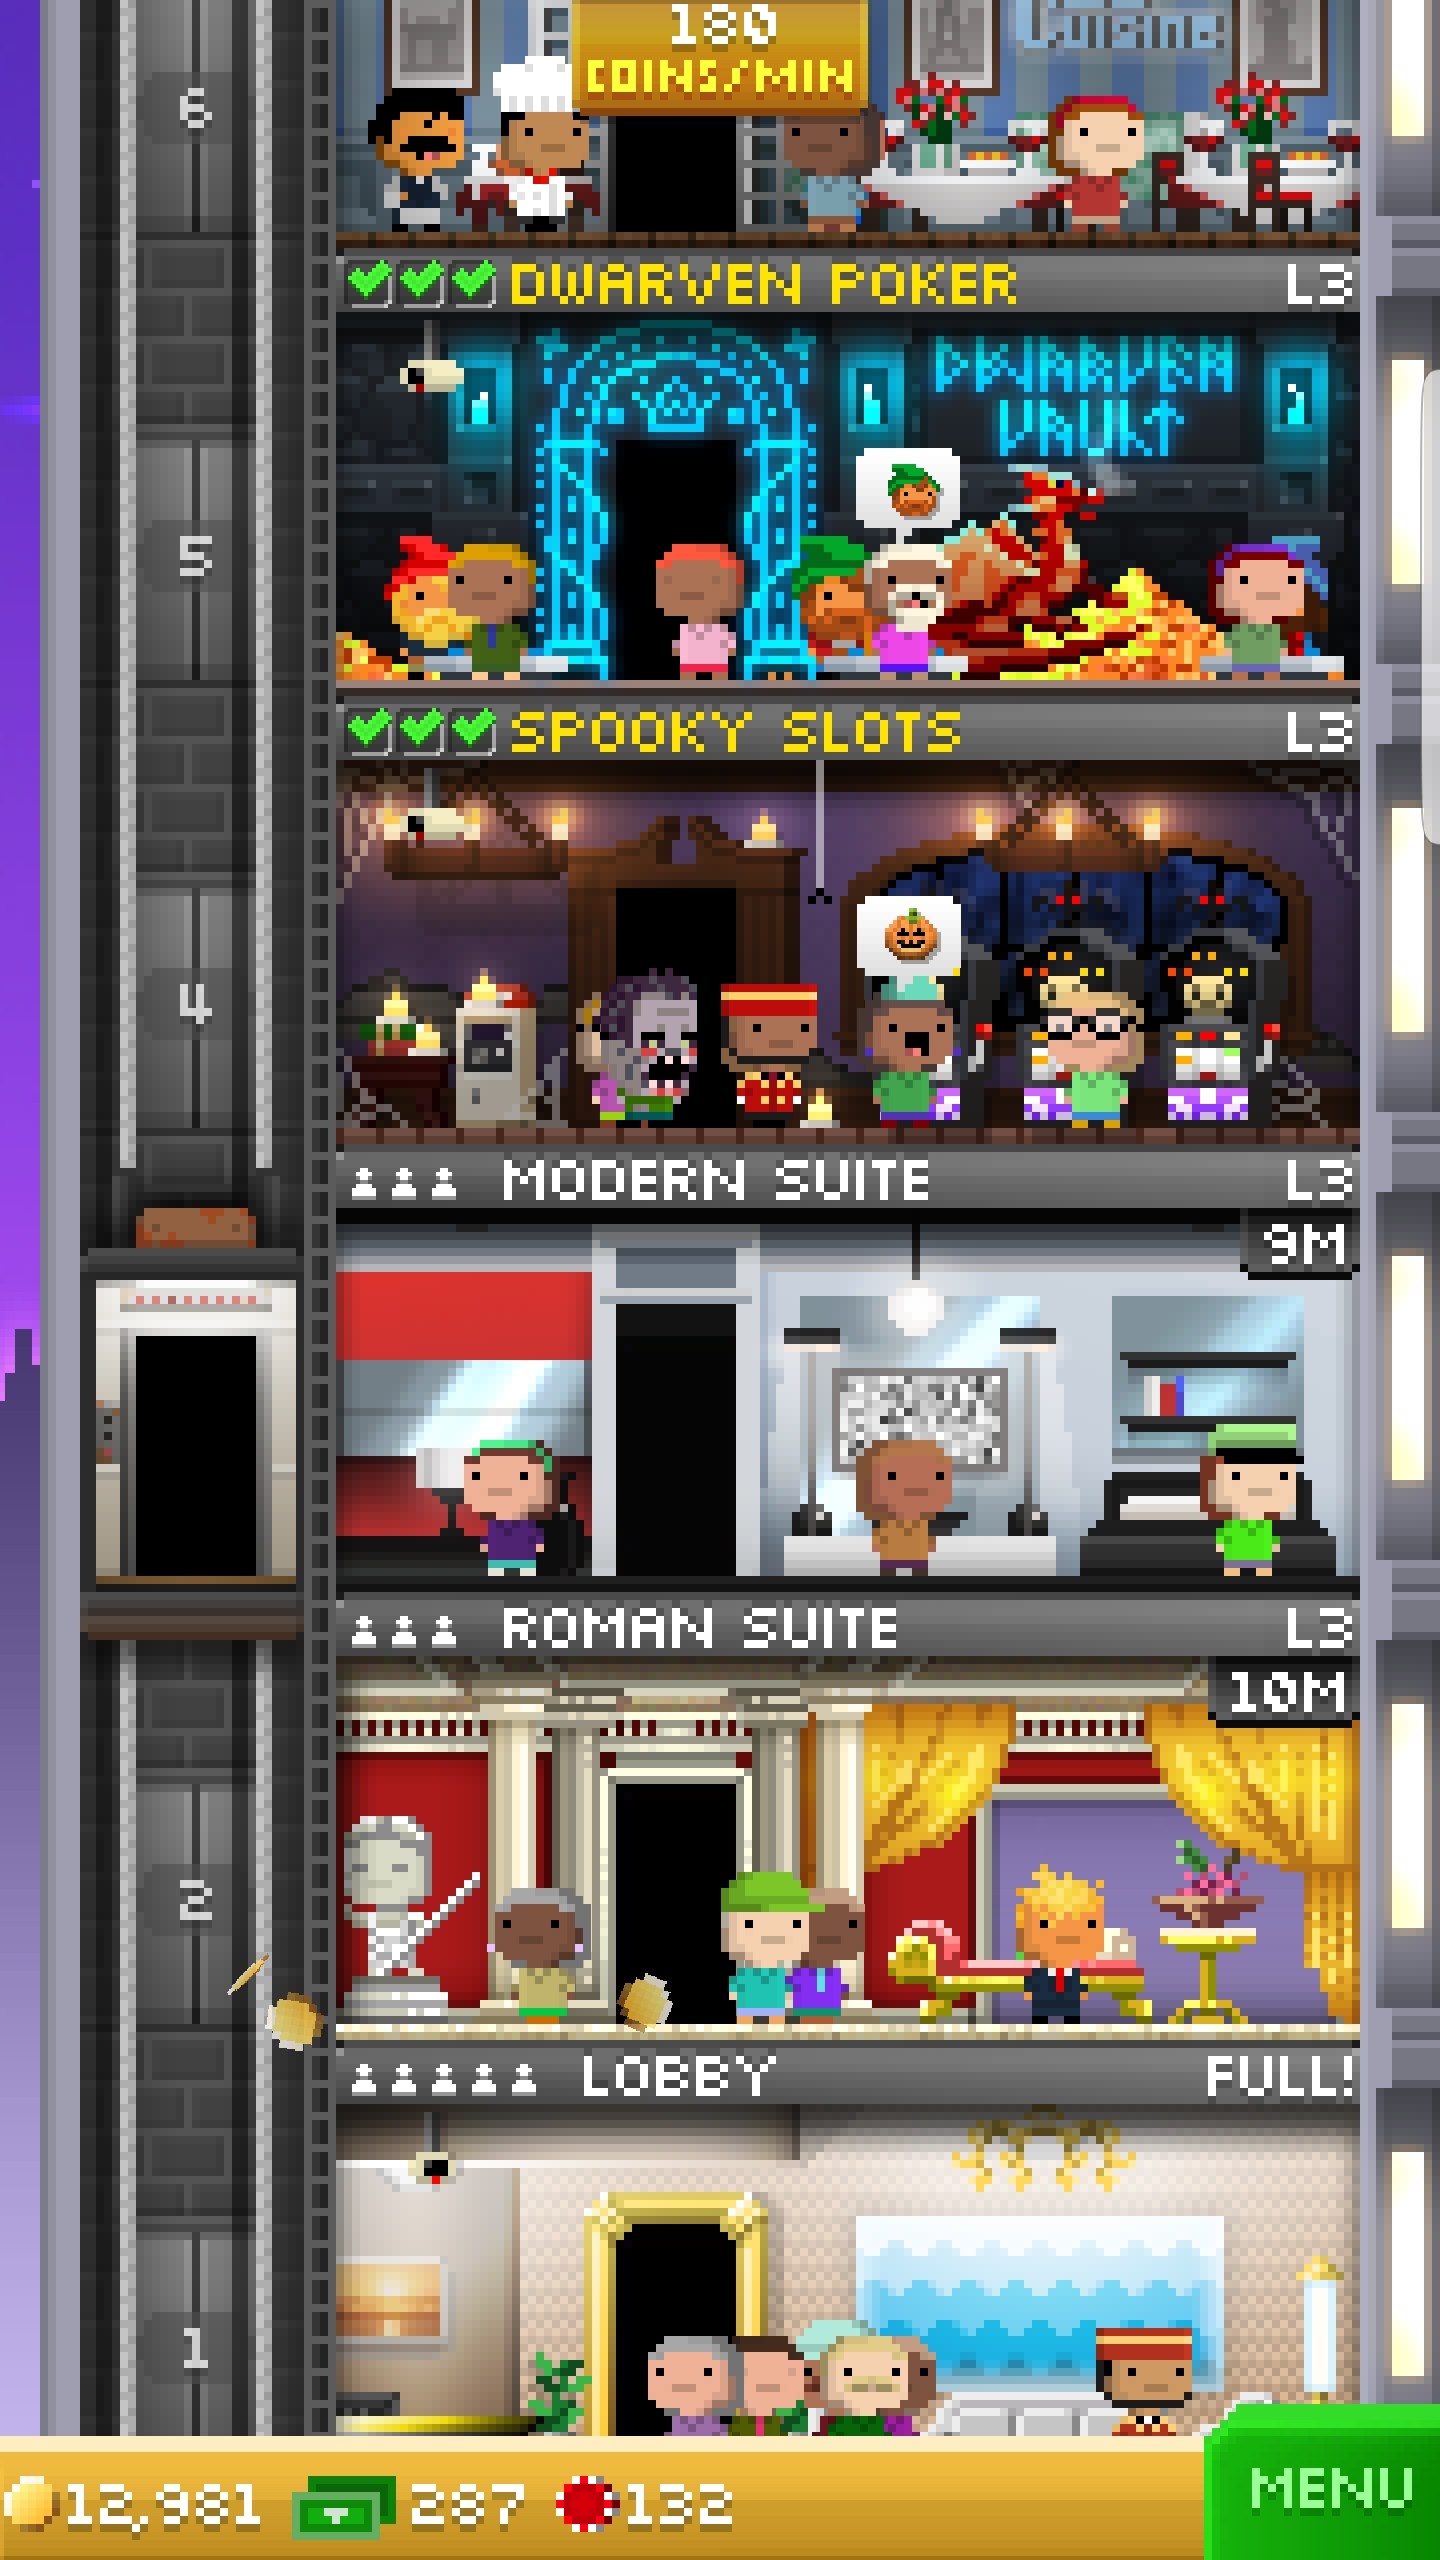 Cuisine
180
COINS/MIN
6
DWARVEN POKER
L3
DWARVEN
VAULT
5
SPOOKY SLOTS
L3
4
MODERN SUITE
L3
9M
ROMAN SUITE
L3
10M
2
LOBBY
FULL!
1
12,981
287
132
MENU